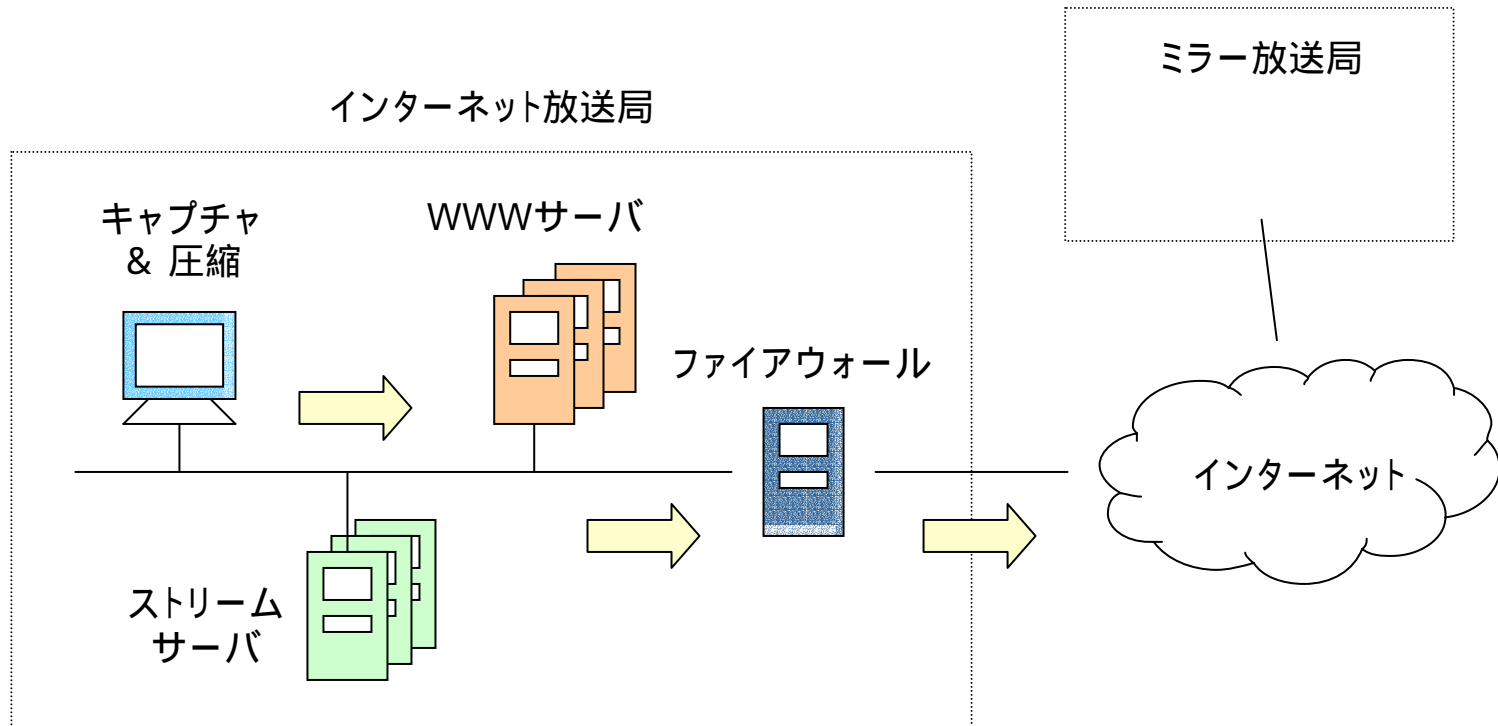 ミラー放送局
インターネット放送局
キャプチャ
& 圧縮
WWWサーバ
ファイアウォール
インターネット
ストリーム
サーバ